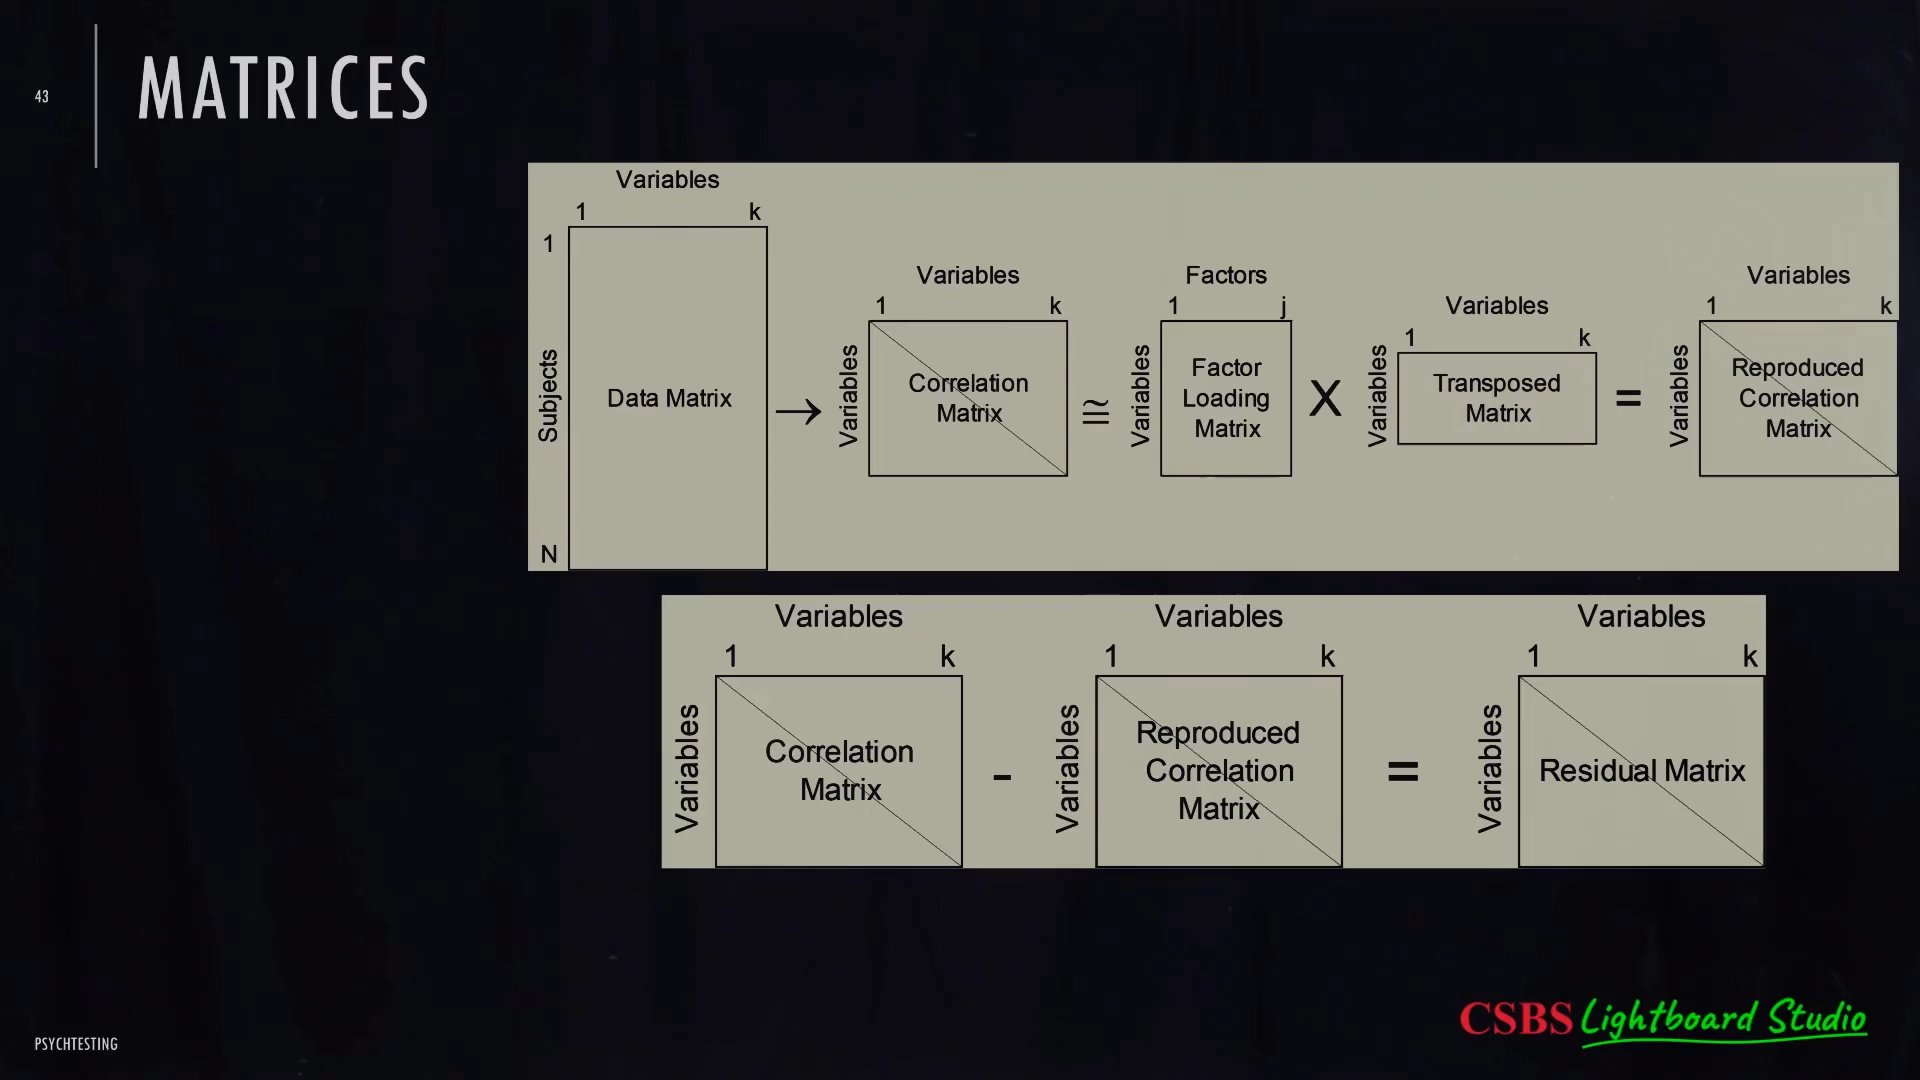 43
MATRICES
Variables
1 k
1
Subjects
N
Data Matrix
→
Variables
1 k
Variables
Correlation
Matrix
≅
Factors
1 j
Variables
Factor
Loading
Matrix
X
Variables
1 k
Variables
Transposed
Matrix
=
Variables
1 k
Variables
Reproduced
Correlation
Matrix
Variables
1 k
Variables
Correlation
Matrix
-
Variables
1 k
Variables
Reproduced
Correlation
Matrix
=
Variables
1 k
Variables
Residual Matrix
CSBS Lightboard Studio
PSYCHTESTING